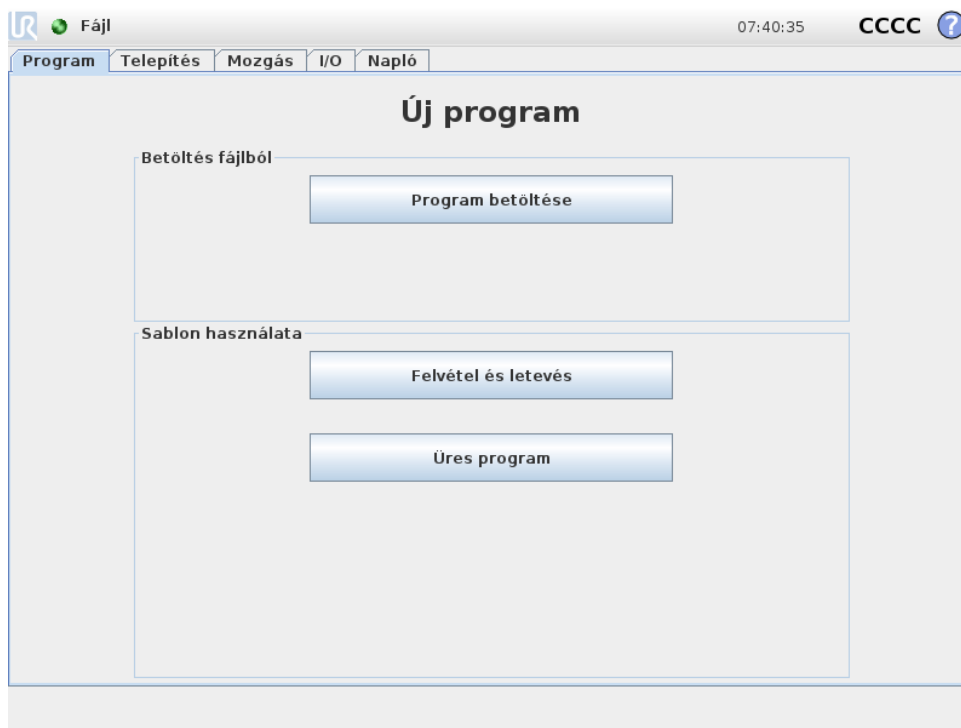 UR Fájl 07:40:35 CCCC ?
Program Telepítés Mozgás I/O Napló
Új program
Betöltés fájlból
Program betöltése
Sablon használata
Felvétel és letevés
Üres program